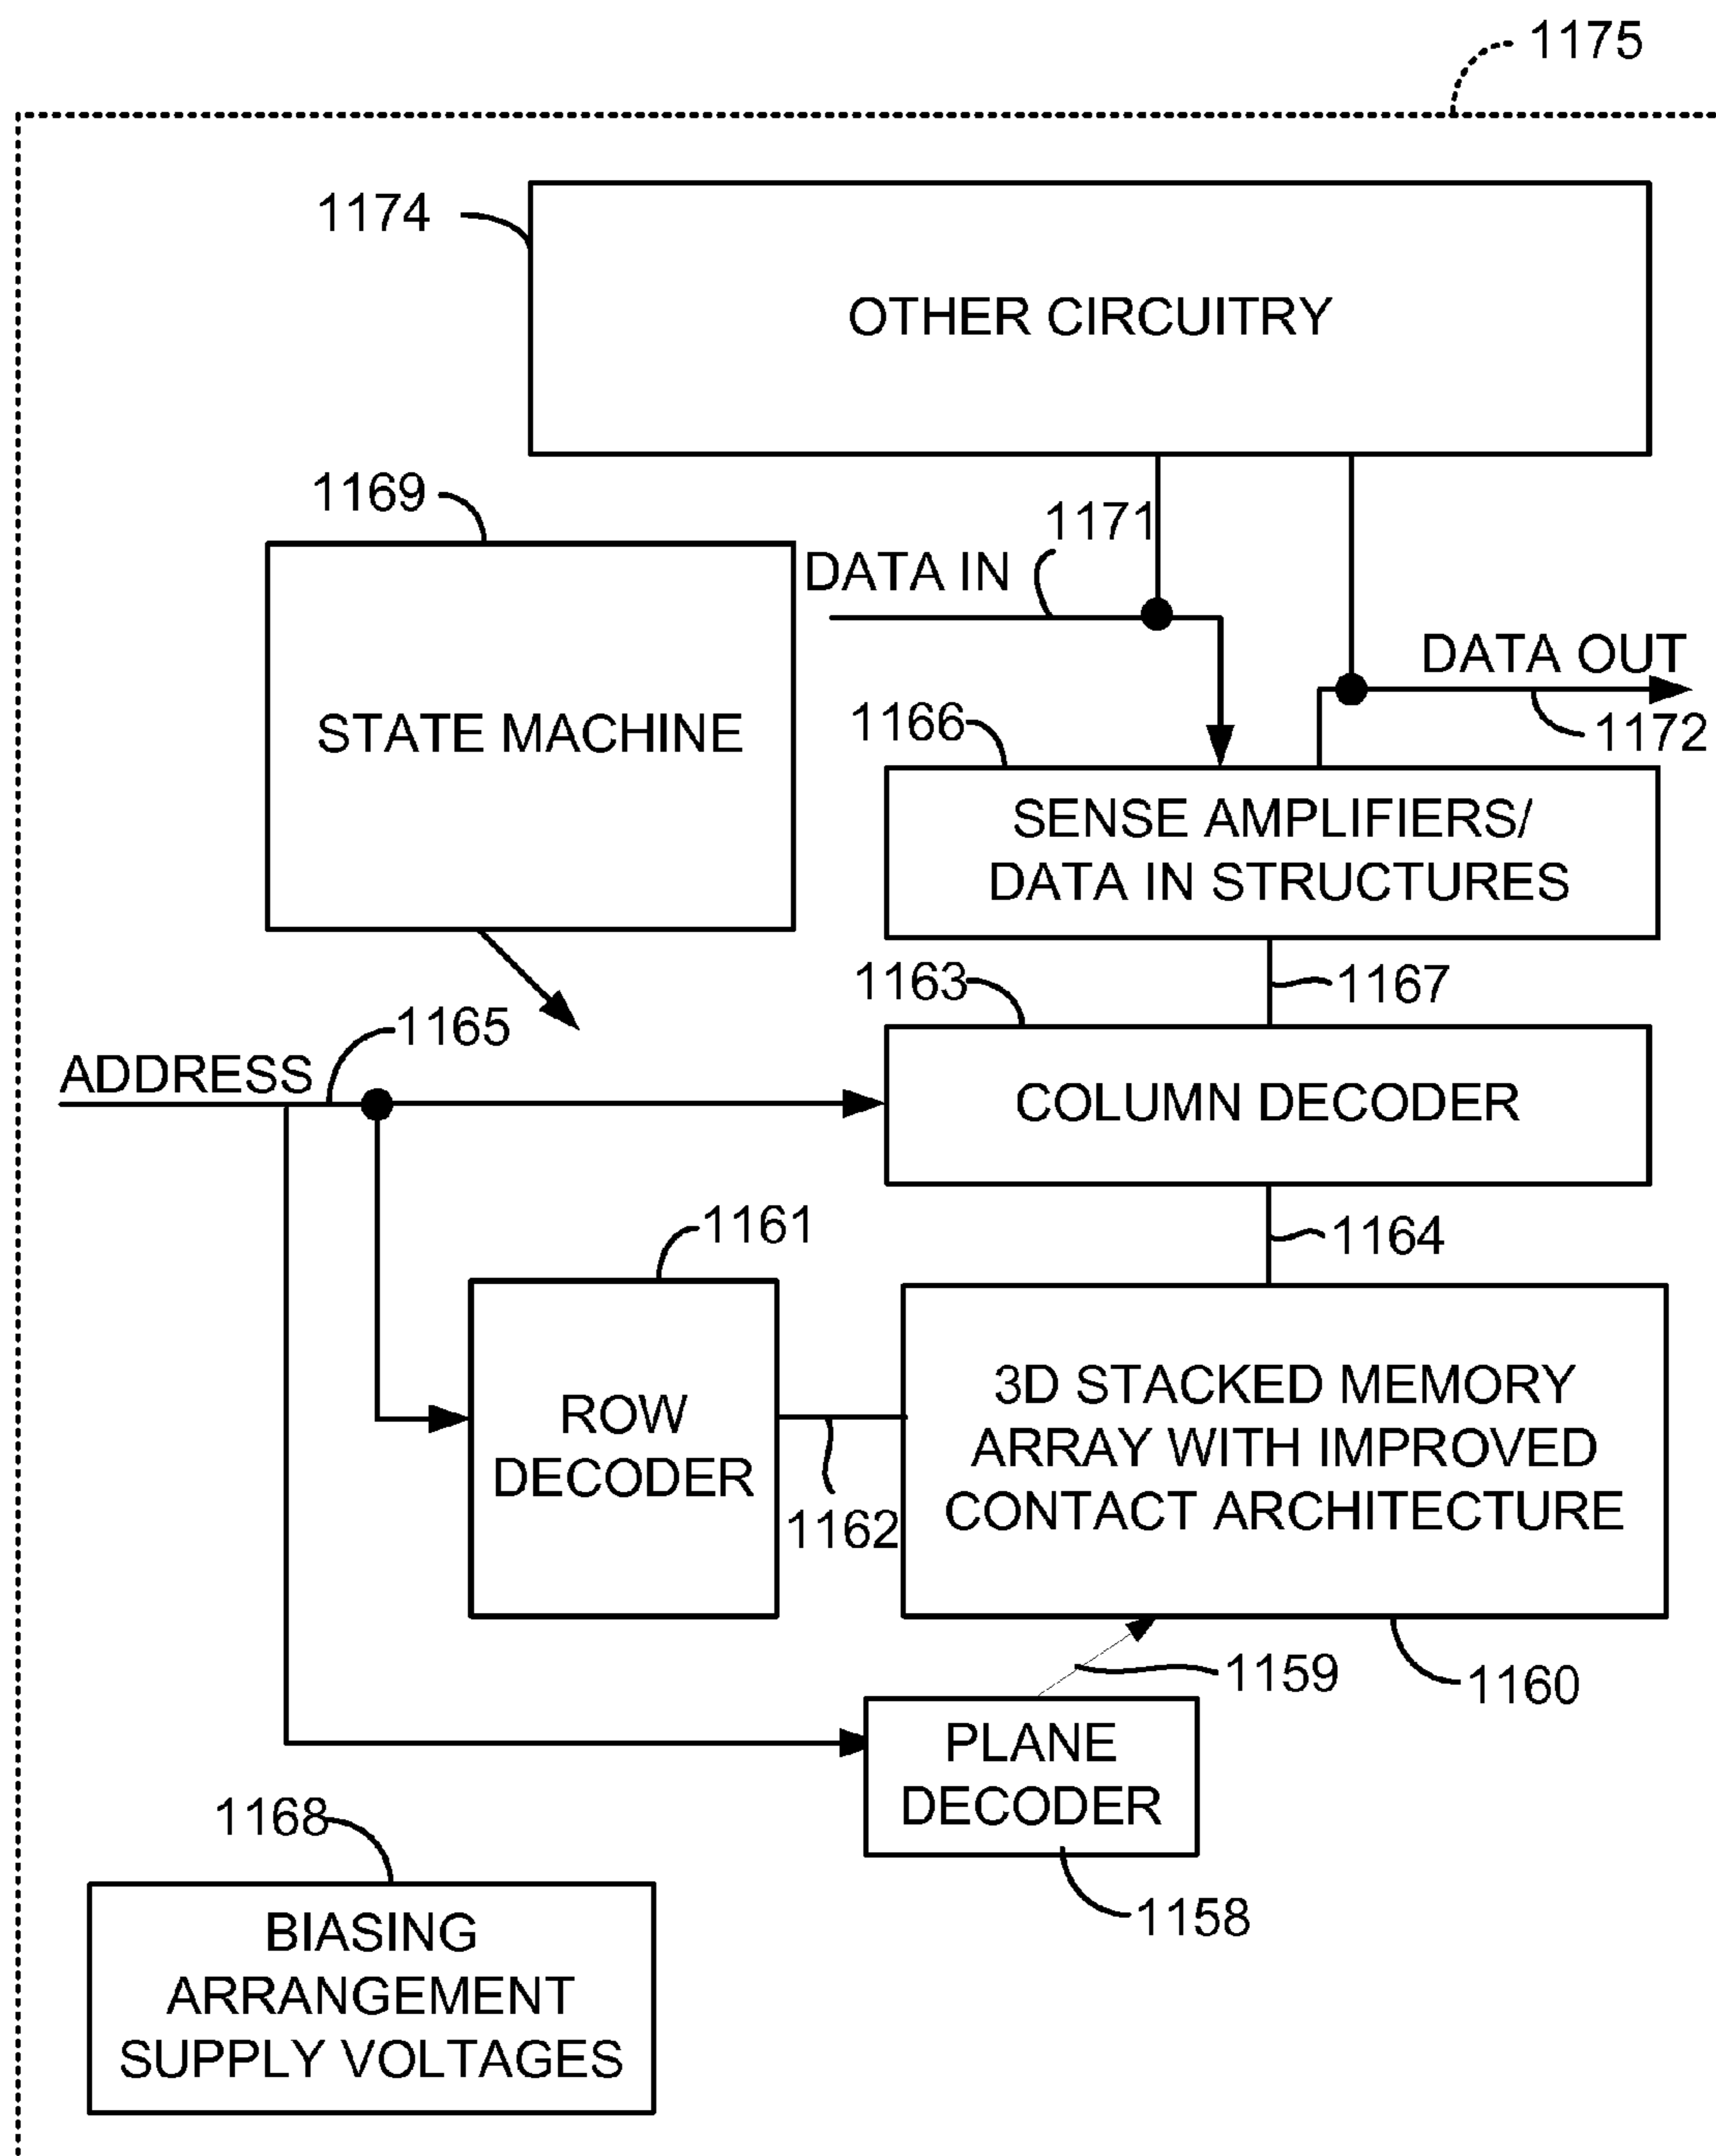 1175
1174
OTHER CIRCUITRY
1169
1171
DATA IN
DATA OUT
STATE MACHINE
1166
1172
SENSE AMPLIFIERS/
DATA IN STRUCTURES
1163
1167
1165
ADDRESS
COLUMN DECODER
1161
1164
ROW
DECODER
3D STACKED MEMORY
ARRAY WITH IMPROVED
CONTACT ARCHITECTURE
1162
1159
1160
PLANE
DECODER
1168
1158
BIASING
ARRANGEMENT
SUPPLY VOLTAGES